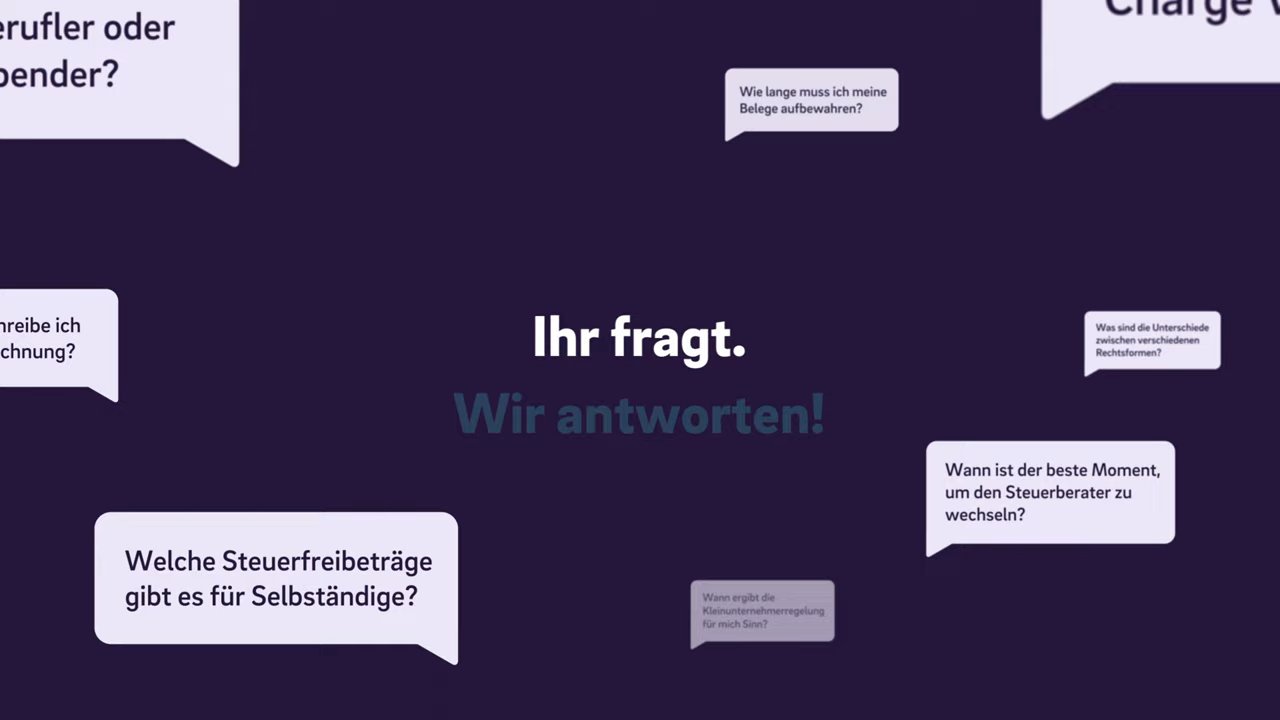 erufler oder
pender?
Charge
Wie lange muss ich meine
Belege aufbewahren?
hreibe ich
chnung?
Ihr fragt.
Wir antworten!
Was sind die Unterschiede
zwischen verschiedenen
Rechtsformen?
Wann ist der beste Moment,
um den Steuerberater zu
wechseln?
Welche Steuerfreibeträge
gibt es für Selbständige?
Wann ergibt die
Kleinunternehmerregelung
für mich Sinn?